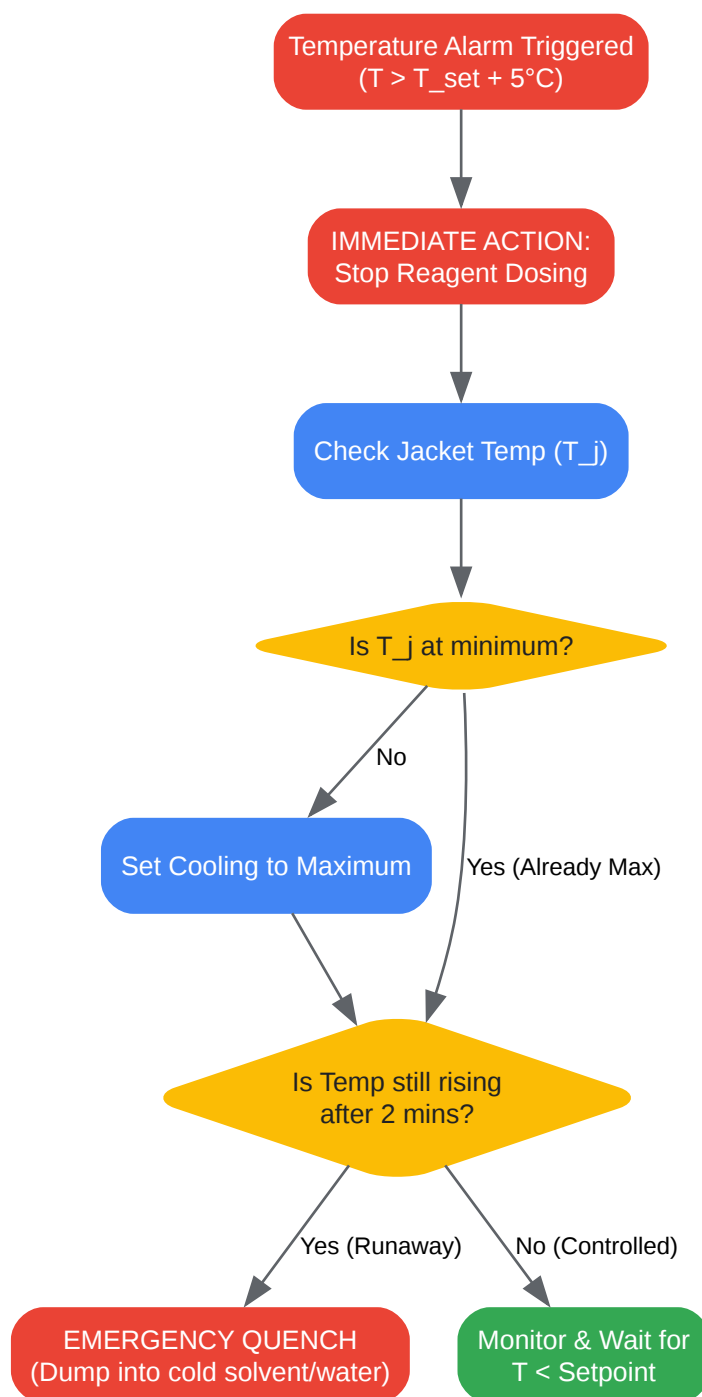 Temperature Alarm Triggered
(T > T_set + 5°C)
IMMEDIATE ACTION:
Stop Reagent Dosing
Check Jacket Temp (T_j)
Is T_j at minimum?
No
Set Cooling to Maximum
Yes (Already Max)
Is Temp still rising
after 2 mins?
Yes (Runaway)
No (Controlled)
EMERGENCY QUENCH
(Dump into cold solvent/water)
Monitor & Wait for
T < Setpoint